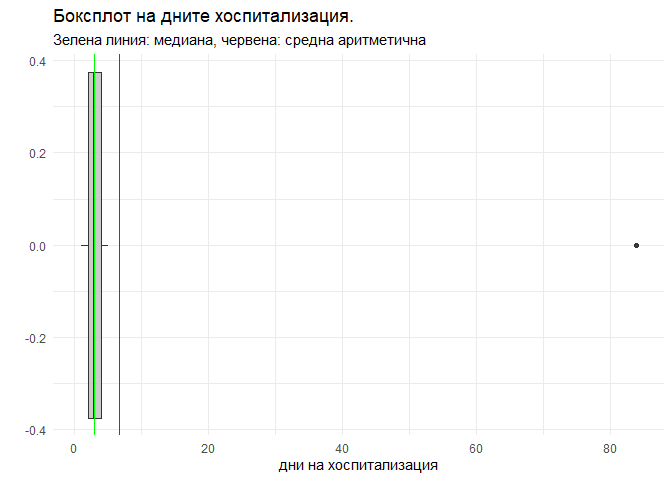 Боксплот на дните хоспитализация.
Зелена линия: медиана, червена: средна аритметична
0.4
0.2
0.0
-0.2
-0.4
0 20 40 60 80
дни на хоспитализация